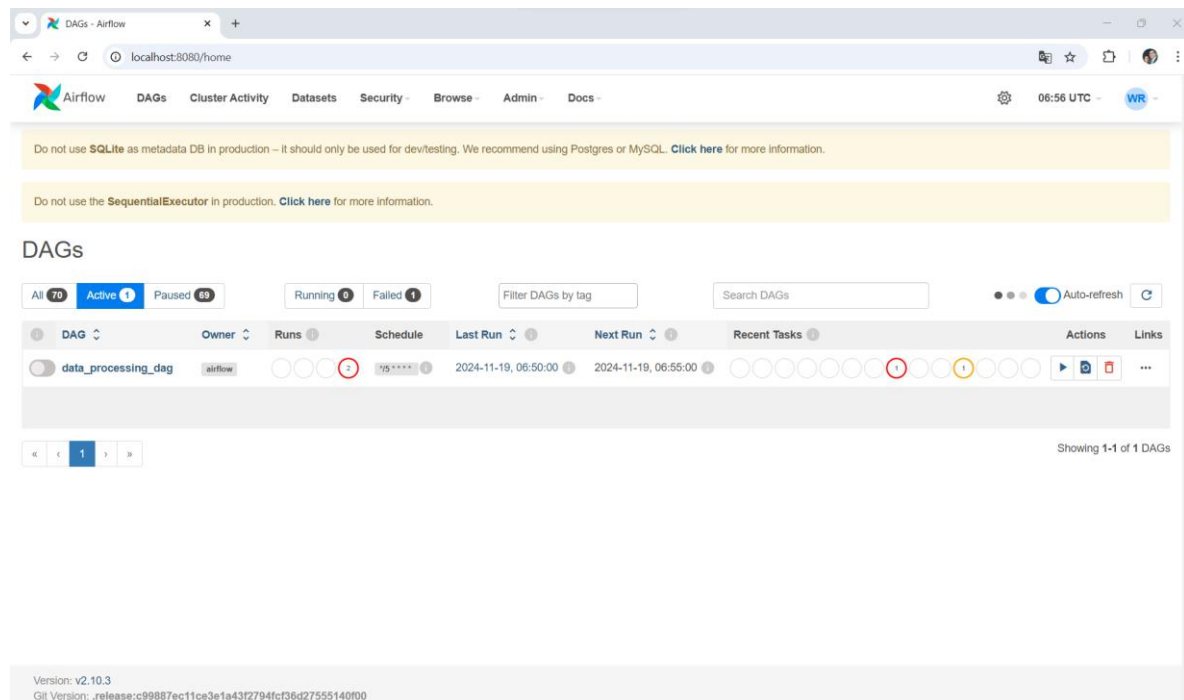 DAGs - Airflow
localhost:8080/home
Airflow DAGs Cluster Activity Datasets Security Browse Admin Docs 06:56 UTC WR
Do not use SQLite as metadata DB in production – it should only be used for dev/testing. We recommend using Postgres or MySQL. Click here for more information.
Do not use the SequentialExecutor in production. Click here for more information.
DAGs
All 70 Active 1 Paused 69 Running 0 Failed 1 Filter DAGs by tag Search DAGs Auto-refresh
DAG Owner Runs Schedule Last Run Next Run Recent Tasks Actions Links
data_processing_dag airflow 2 */5 * * * * 2024-11-19, 06:50:00 2024-11-19, 06:55:00 1 1
« ‹ 1 › » Showing 1-1 of 1 DAGs
Version: v2.10.3
Git Version: .release:c99887ec11ce3e1a43f2794fcf36d27555140f00